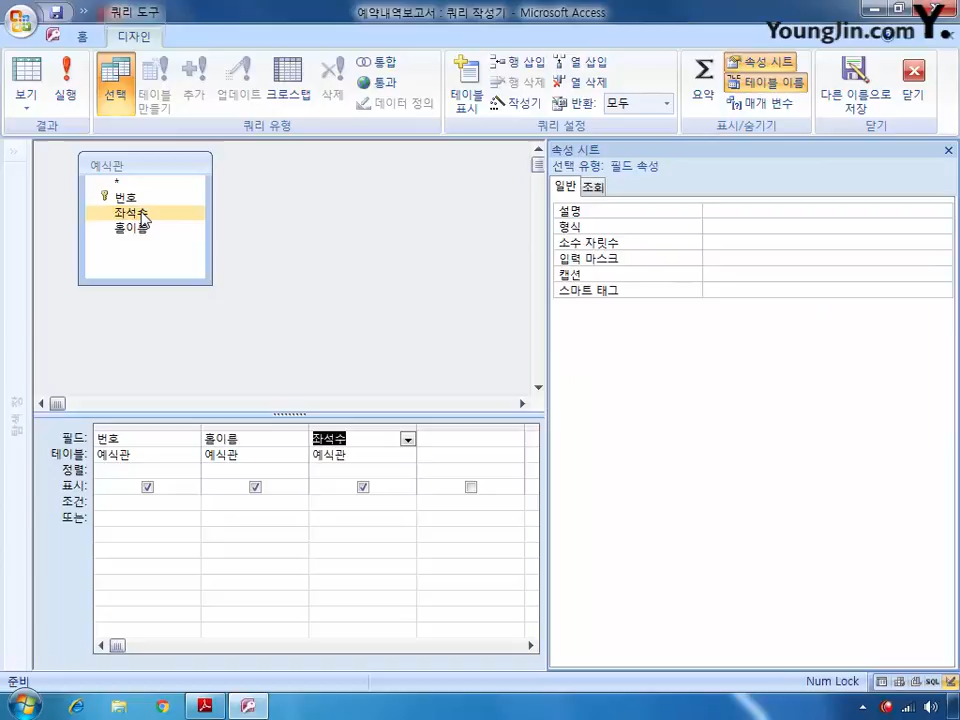 쿼리 도구
예약내역보고서 : 쿼리 작성기 - Microsoft Access
YoungJin.com Y.
홈
디자인
보기
실행
결과
선택
테이블
만들기
추가
업데이트
크로스탭
삭제
통합
통과
데이터 정의
쿼리 유형
테이블
표시
행 삽입
행 삭제
작성기
열 삽입
열 삭제
반환:
모두
쿼리 설정
요약
속성 시트
테이블 이름
매개 변수
표시/숨기기
다른 이름으로
저장
닫기
닫기
예식관
*
번호
좌석수
홀이름
속성 시트
선택 유형: 필드 속성
일반
조회
설명
형식
소수 자릿수
입력 마스크
캡션
스마트 태그
필드: 번호 홀이름 좌석수
테이블: 예식관 예식관 예식관
정렬:
표시:
조건:
또는:
준비
Num Lock
SQL